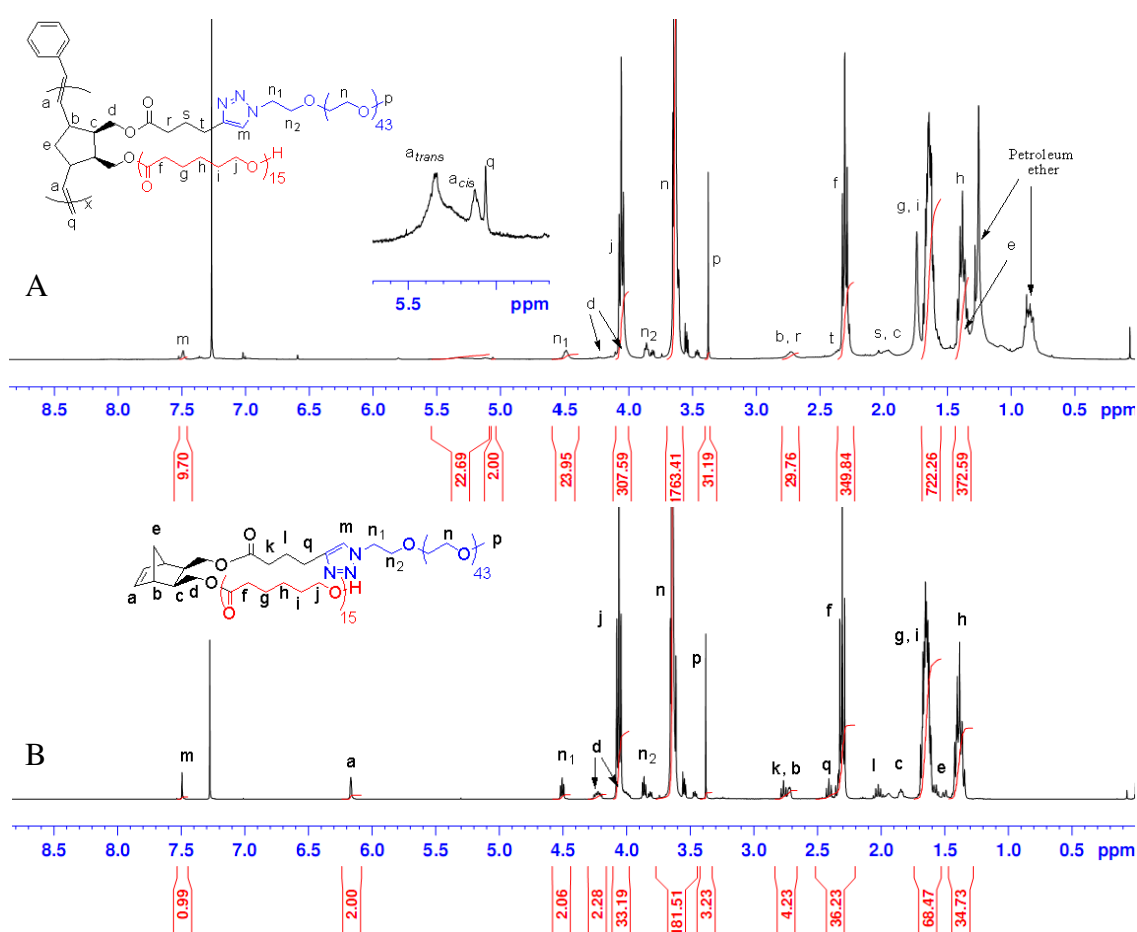 a
b
c
d
e
a
q
x
O
O
r
s
t
N
N
N
m
n1
n2
O
n
O
p
43
O
O
f
g
h
i
j
O
H
15
a trans
a cis
q
5.5
ppm
A
m
n1
d
j
n2
n
p
b, r
t
f
s, c
g, i
h
e
Petroleum
ether
8.5 8.0 7.5 7.0 6.5 6.0 5.5 5.0 4.5 4.0 3.5 3.0 2.5 2.0 1.5 1.0 0.5 ppm
9.70 22.69 2.00 23.95 307.59 1763.41 31.19 29.76 349.84 722.26 372.59
e
a
b
c
d
O
O
k
l
q
m
N
N
N
n1
n2
O
n
O
p
43
O
O
f
g
h
i
j
O
H
15
B
m
a
n1
d
j
n2
n
p
k, b
q
f
l
c
g, i
e
h
8.5 8.0 7.5 7.0 6.5 6.0 5.5 5.0 4.5 4.0 3.5 3.0 2.5 2.0 1.5 1.0 0.5 ppm
0.99 2.00 2.06 2.28 33.19 181.51 3.23 4.23 36.23 68.47 34.73